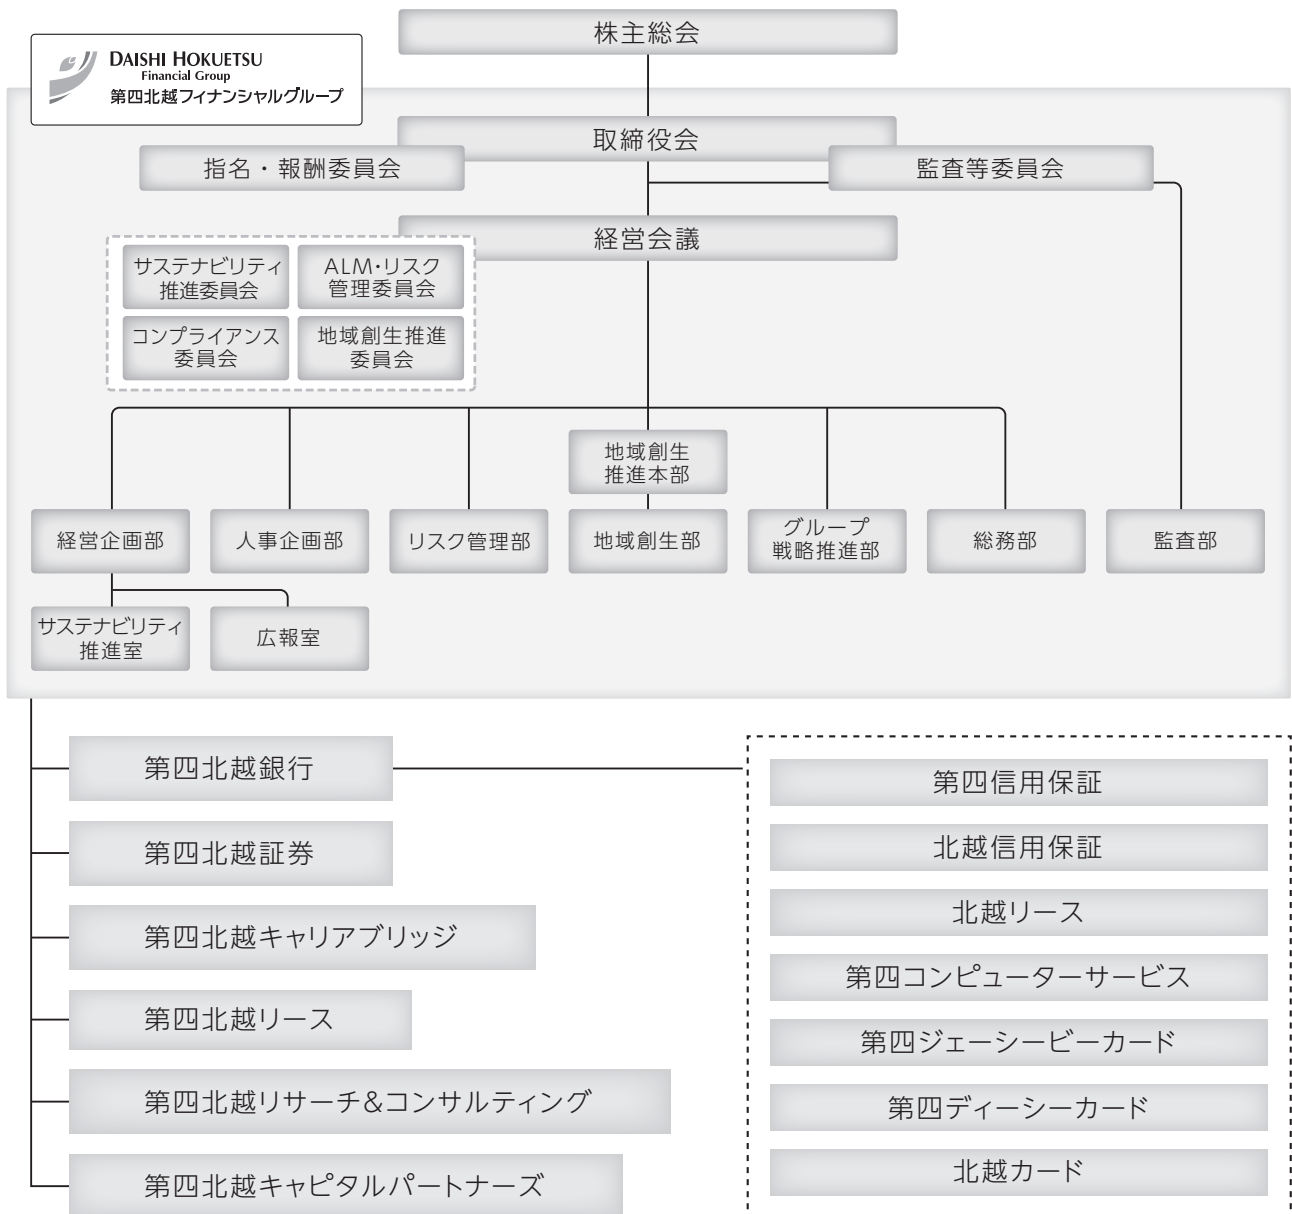 株主総会
DAISHI HOKUETSU
Financial Group
第四北越フィナンシャルグループ
取締役会
指名・報酬委員会
監査等委員会
経営会議
サステナビリティ
推進委員会
ALM・リスク
管理委員会
コンプライアンス
委員会
地域創生推進
委員会
地域創生
推進本部
経営企画部
人事企画部
リスク管理部
地域創生部
グループ
戦略推進部
総務部
監査部
サステナビリティ
推進室
広報室
第四北越銀行
第四北越証券
第四北越キャリアブリッジ
第四北越リース
第四北越リサーチ&コンサルティング
第四北越キャピタルパートナーズ
第四信用保証
北越信用保証
北越リース
第四コンピューターサービス
第四ジェーシービーカード
第四ディーシーカード
北越カード